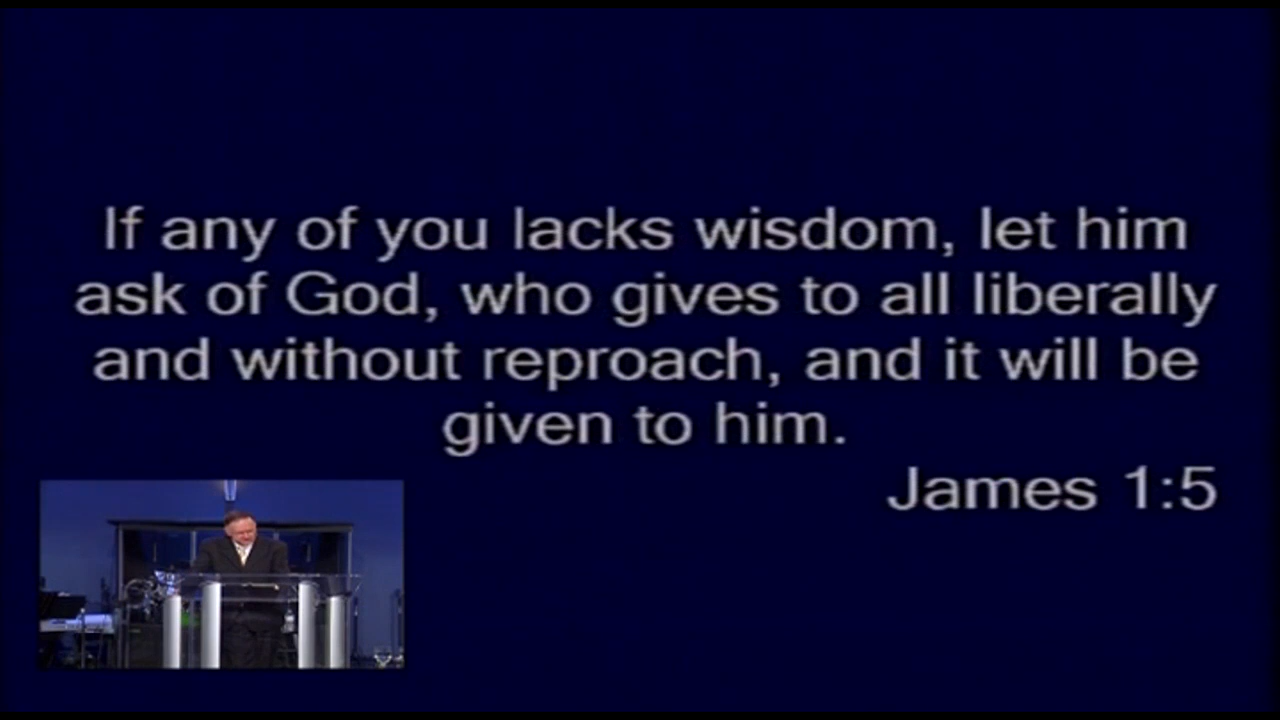 If any of you lacks wisdom, let him
ask of God, who gives to all liberally
and without reproach, and it will be
given to him.
James 1:5